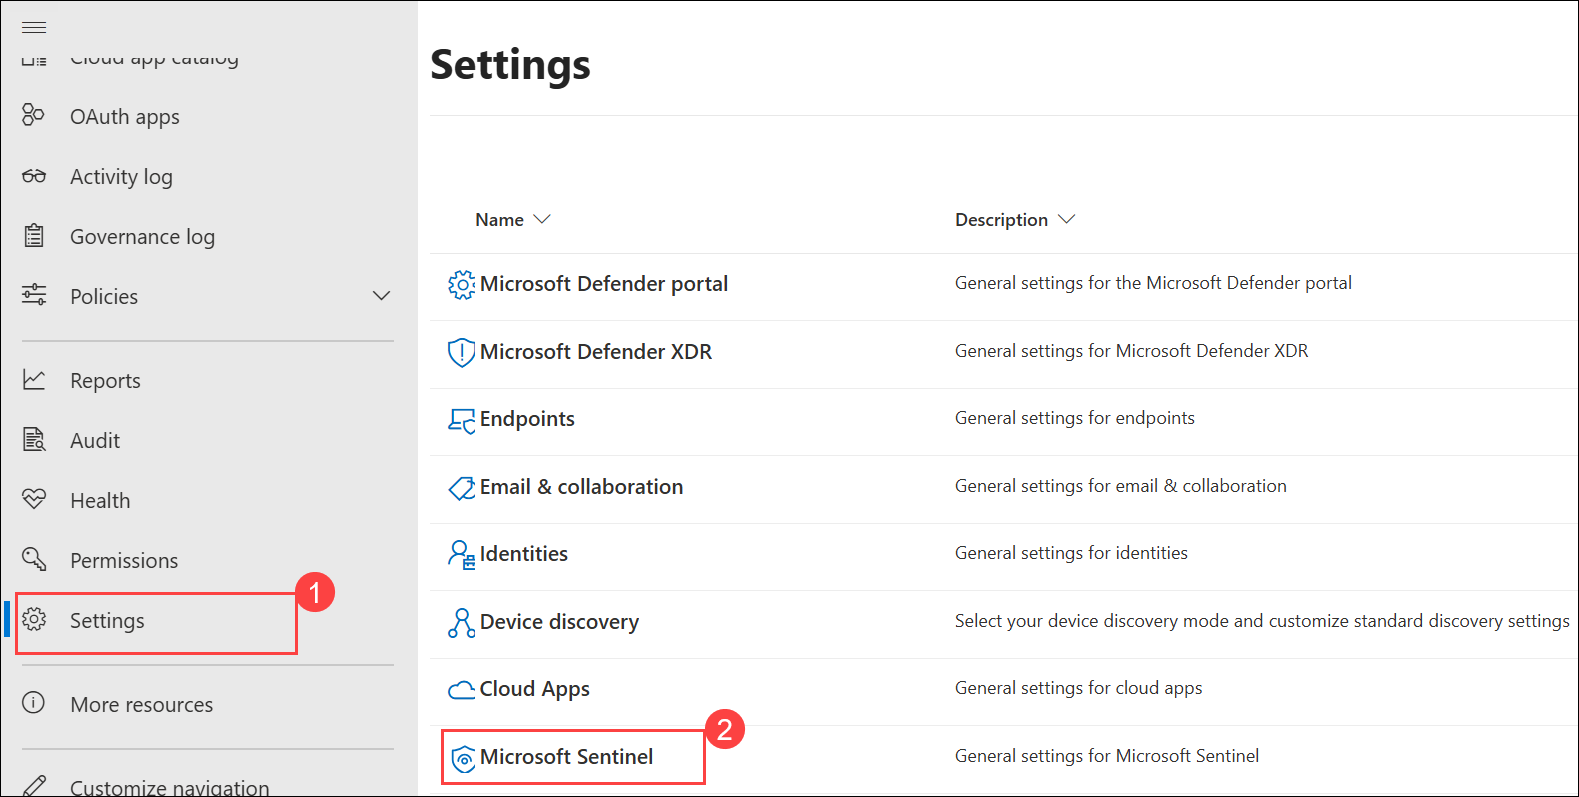 Cloud app catalog
OAuth apps
Activity log
Governance log
Policies
Reports
Audit
Health
Permissions
Settings
1
More resources
Customize navigation
Settings
Name Description
Microsoft Defender portal General settings for the Microsoft Defender portal
Microsoft Defender XDR General settings for Microsoft Defender XDR
Endpoints General settings for endpoints
Email & collaboration General settings for email & collaboration
Identities General settings for identities
Device discovery Select your device discovery mode and customize standard discovery settings
Cloud Apps General settings for cloud apps
2
Microsoft Sentinel General settings for Microsoft Sentinel